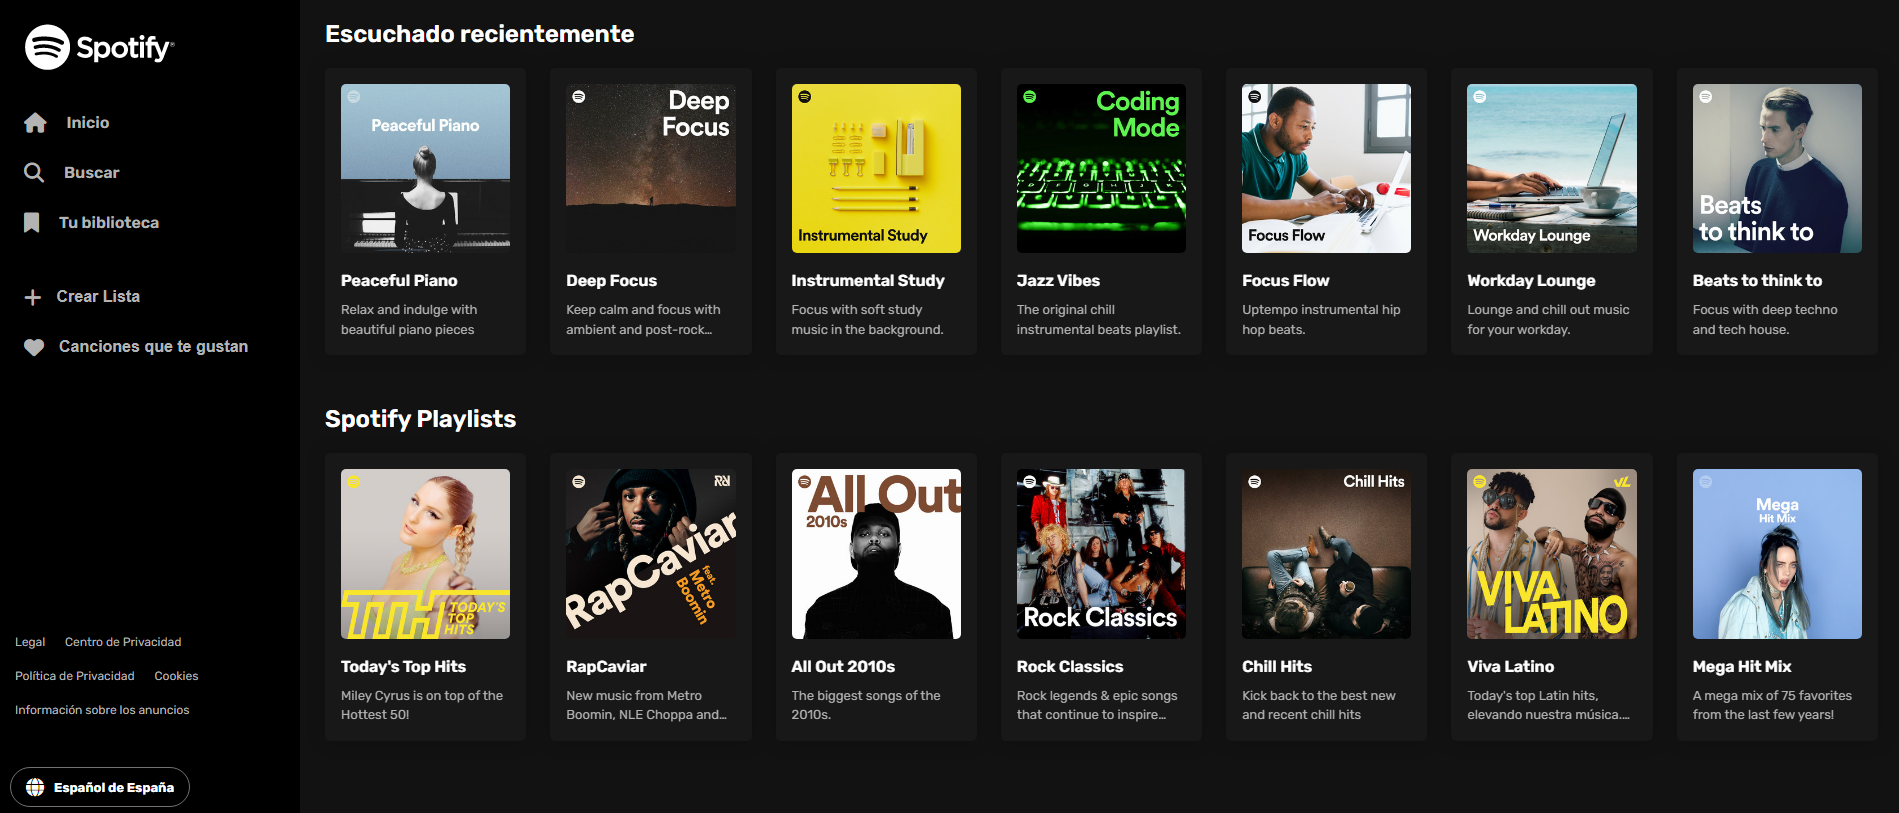 Spotify®
Inicio
Buscar
Tu biblioteca
Crear Lista
Canciones que te gustan
Legal Centro de Privacidad
Política de Privacidad Cookies
Información sobre los anuncios
Español de España
Escuchado recientemente
Peaceful Piano
Peaceful Piano
Relax and indulge with
beautiful piano pieces
Deep
Focus
Deep Focus
Keep calm and focus with
ambient and post-rock...
Instrumental Study
Instrumental Study
Focus with soft study
music in the background.
Coding
Mode
Jazz Vibes
The original chill
instrumental beats playlist.
Focus Flow
Focus Flow
Uptempo instrumental hip
hop beats.
Workday Lounge
Workday Lounge
Lounge and chill out music
for your workday.
Beats
to think to
Beats to think to
Focus with deep techno
and tech house.
Spotify Playlists
TTH TODAY'S
TOP
HITS
Today's Top Hits
Miley Cyrus is on top of the
Hottest 50!
RapCaviar
feat.
Metro
Boomin
RapCaviar
New music from Metro
Boomin, NLE Choppa and...
All Out
2010s
All Out 2010s
The biggest songs of the
2010s.
Rock Classics
Rock Classics
Rock legends & epic songs
that continue to inspire...
Chill Hits
Chill Hits
Kick back to the best new
and recent chill hits
VL
VIVA
LATINO
Viva Latino
Today's top Latin hits,
elevando nuestra música....
Mega
Hit Mix
Mega Hit Mix
A mega mix of 75 favorites
from the last few years!